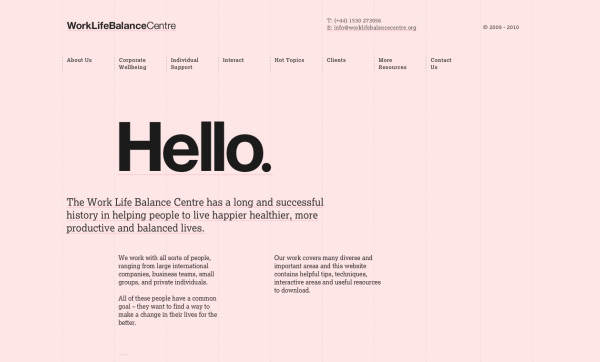 WorkLifeBalanceCentre
T: (+44) 1530 273056
E: info@worklifebalancecentre.org
© 2009 - 2010
About Us
Corporate
Wellbeing
Individual
Support
Interact
Hot Topics
Clients
More
Resources
Contact
Us
Hello.
The Work Life Balance Centre has a long and successful
history in helping people to live happier healthier, more
productive and balanced lives.
We work with all sorts of people,
ranging from large international
companies, business teams, small
groups, and private individuals.
All of these people have a common
goal – they want to find a way to
make a change in their lives for the
better.
Our work covers many diverse and
important areas and this website
contains helpful tips, techniques,
interactive areas and useful resources
to download.